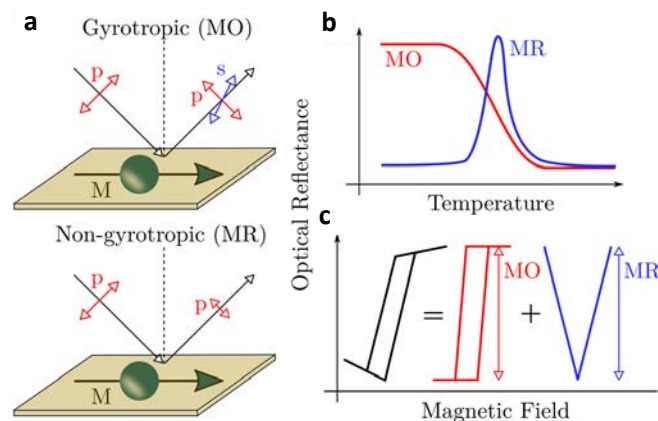 a
Gyrotropic (MO)
p
s
p
M
Non-gyrotropic (MR)
p
p
M
Optical Reflectance
b
MO
MR
Temperature
c
=
MO
+
MR
Magnetic Field